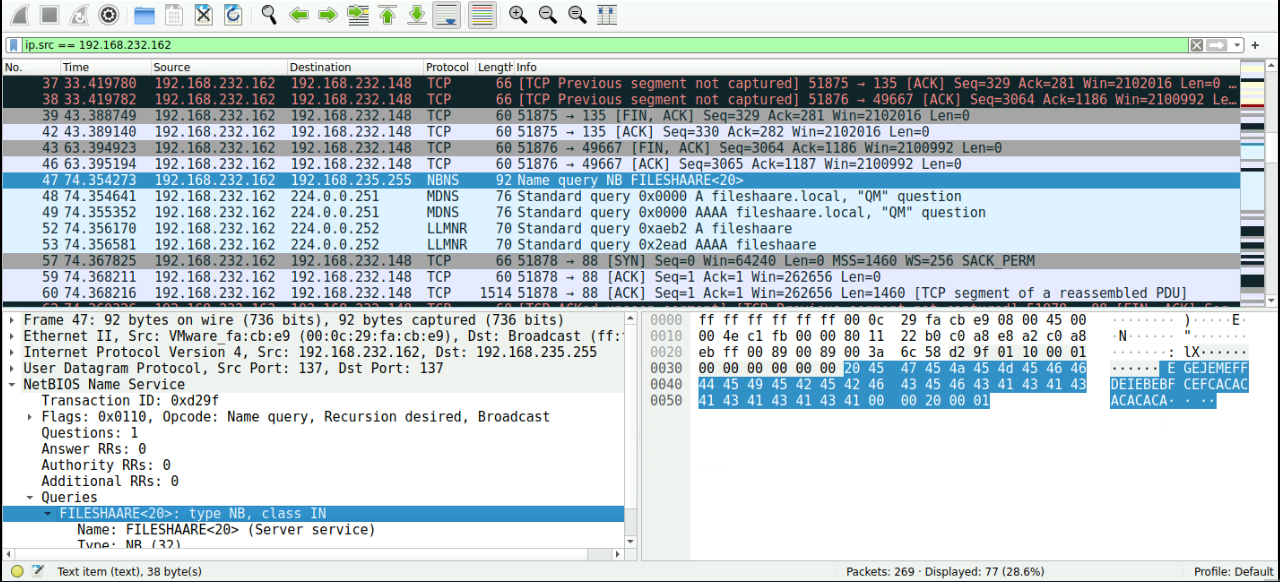 ip.src == 192.168.232.162
No. Time Source Destination Protocol Length Info
37 33.419780 192.168.232.162 192.168.232.148 TCP 66 [TCP Previous segment not captured] 51875 → 135 [ACK] Seq=329 Ack=281 Win=2102016 Len=0 …
38 33.419782 192.168.232.162 192.168.232.148 TCP 66 [TCP Previous segment not captured] 51876 → 49667 [ACK] Seq=3064 Ack=1186 Win=2100992 Le…
39 43.388749 192.168.232.162 192.168.232.148 TCP 60 51875 → 135 [FIN, ACK] Seq=329 Ack=281 Win=2102016 Len=0
42 43.389140 192.168.232.162 192.168.232.148 TCP 60 51875 → 135 [ACK] Seq=330 Ack=282 Win=2102016 Len=0
43 63.394923 192.168.232.162 192.168.232.148 TCP 60 51876 → 49667 [FIN, ACK] Seq=3064 Ack=1186 Win=2100992 Len=0
46 63.395194 192.168.232.162 192.168.232.148 TCP 60 51876 → 49667 [ACK] Seq=3065 Ack=1187 Win=2100992 Len=0
47 74.354273 192.168.232.162 192.168.235.255 NBNS 92 Name query NB FILESHAARE<20>
48 74.354641 192.168.232.162 224.0.0.251 MDNS 76 Standard query 0x0000 A fileshaare.local, "QM" question
49 74.355352 192.168.232.162 224.0.0.251 MDNS 76 Standard query 0x0000 AAAA fileshaare.local, "QM" question
52 74.356170 192.168.232.162 224.0.0.252 LLMNR 70 Standard query 0xaeb2 A fileshaare
53 74.356581 192.168.232.162 224.0.0.252 LLMNR 70 Standard query 0x2ead AAAA fileshaare
57 74.367825 192.168.232.162 192.168.232.148 TCP 66 51878 → 88 [SYN] Seq=0 Win=64240 Len=0 MSS=1460 WS=256 SACK_PERM
59 74.368211 192.168.232.162 192.168.232.148 TCP 60 51878 → 88 [ACK] Seq=1 Ack=1 Win=262656 Len=0
60 74.368216 192.168.232.162 192.168.232.148 TCP 1514 51878 → 88 [ACK] Seq=1 Ack=1 Win=262656 Len=1460 [TCP segment of a reassembled PDU]
Frame 47: 92 bytes on wire (736 bits), 92 bytes captured (736 bits)
Ethernet II, Src: VMware_fa:cb:e9 (00:0c:29:fa:cb:e9), Dst: Broadcast (ff:
Internet Protocol Version 4, Src: 192.168.232.162, Dst: 192.168.235.255
User Datagram Protocol, Src Port: 137, Dst Port: 137
NetBIOS Name Service
Transaction ID: 0xd29f
Flags: 0x0110, Opcode: Name query, Recursion desired, Broadcast
Questions: 1
Answer RRs: 0
Authority RRs: 0
Additional RRs: 0
Queries
FILESHAARE<20>: type NB, class IN
Name: FILESHAARE<20> (Server service)
Type: NB (32)
0000 ff ff ff ff ff ff 00 0c 29 fa cb e9 08 00 45 00 ········ )·····E·
0010 00 4e c1 fb 00 00 80 11 22 b0 c0 a8 e8 a2 c0 a8 ·N······ "·······
0020 eb ff 00 89 00 89 00 3a 6c 58 d2 9f 01 10 00 01 ·······: lX······
0030 00 00 00 00 00 00 20 45 47 45 4a 45 4d 45 46 46 ······ E GEJEMEFF
0040 44 45 49 45 42 45 42 46 43 45 46 43 41 43 41 43 DEIEBEBF CEFCACAC
0050 41 43 41 43 41 43 41 00 00 20 00 01 ACACACA· · ··
Text item (text), 38 byte(s) Packets: 269 · Displayed: 77 (28.6%) Profile: Default